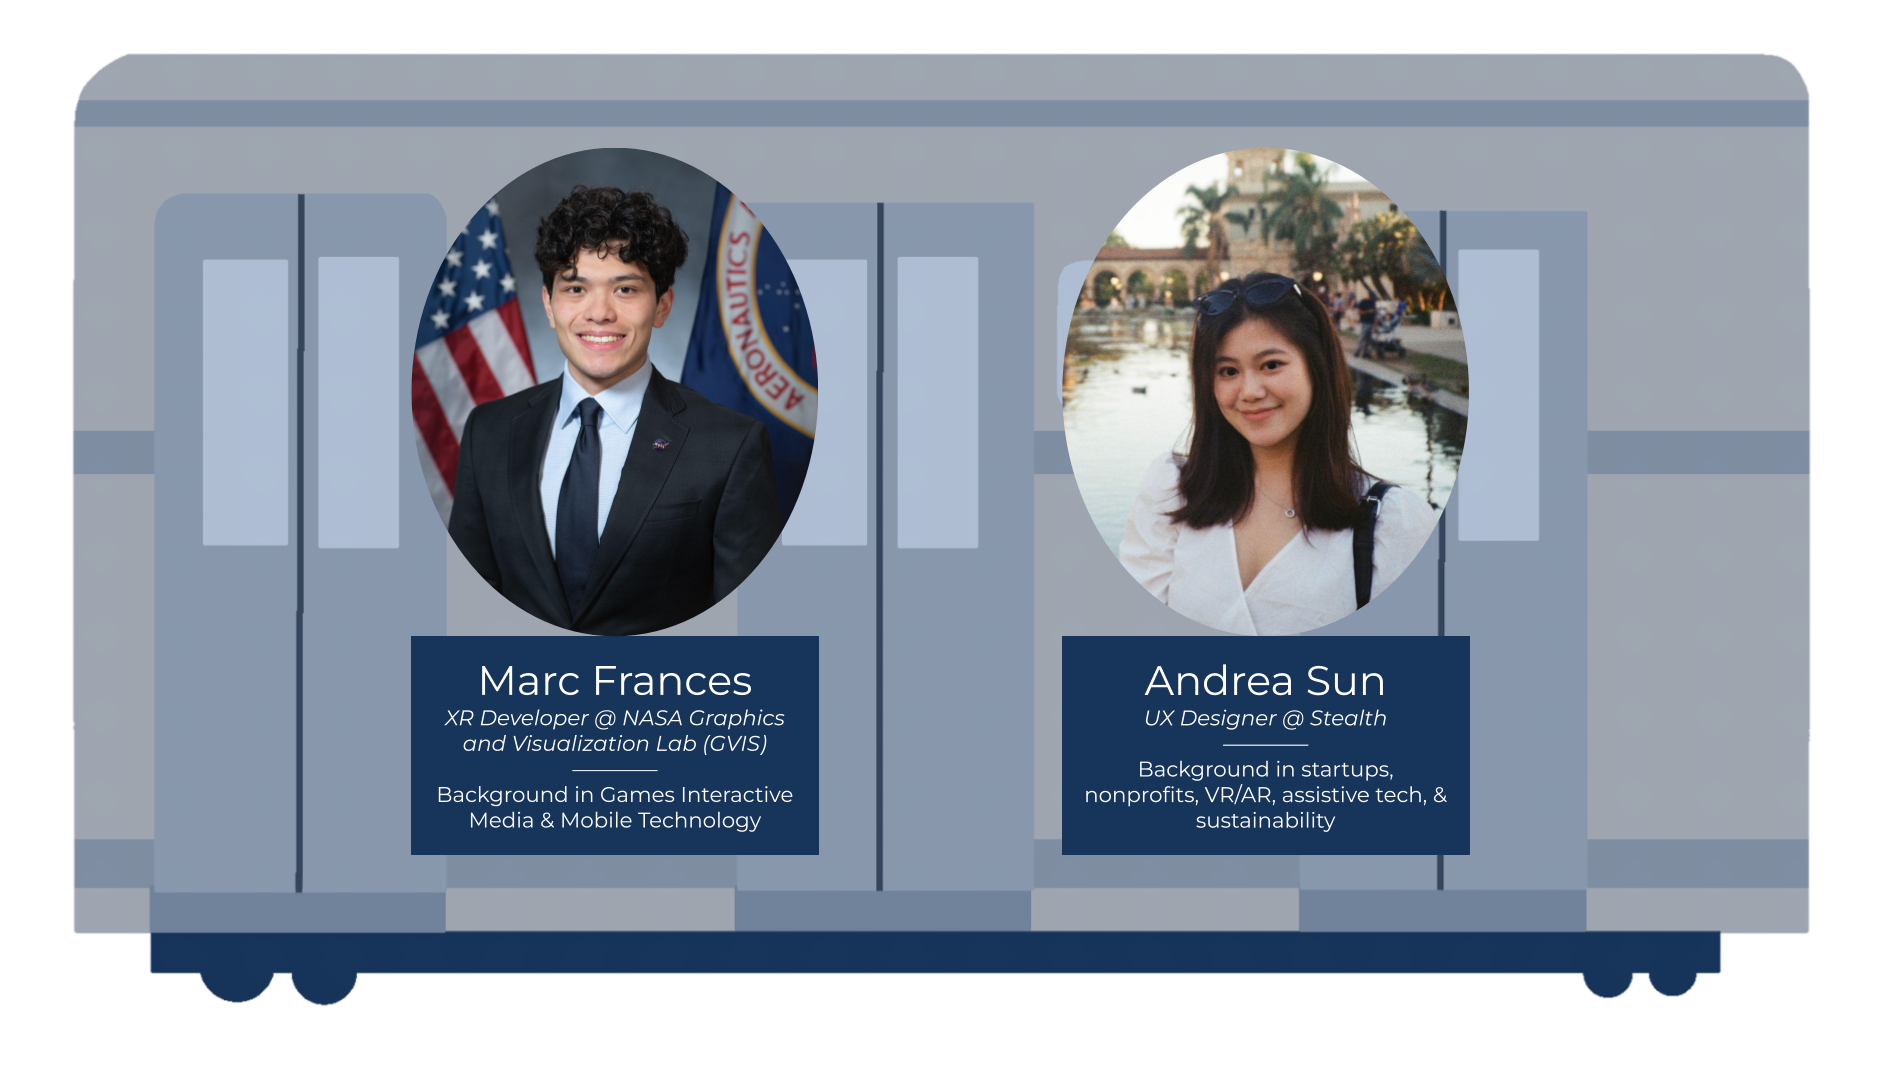 AERONAUTICS
Marc Frances
XR Developer @ NASA Graphics
and Visualization Lab (GVIS)
Background in Games Interactive
Media & Mobile Technology
Andrea Sun
UX Designer @ Stealth
Background in startups,
nonprofits, VR/AR, assistive tech, &
sustainability